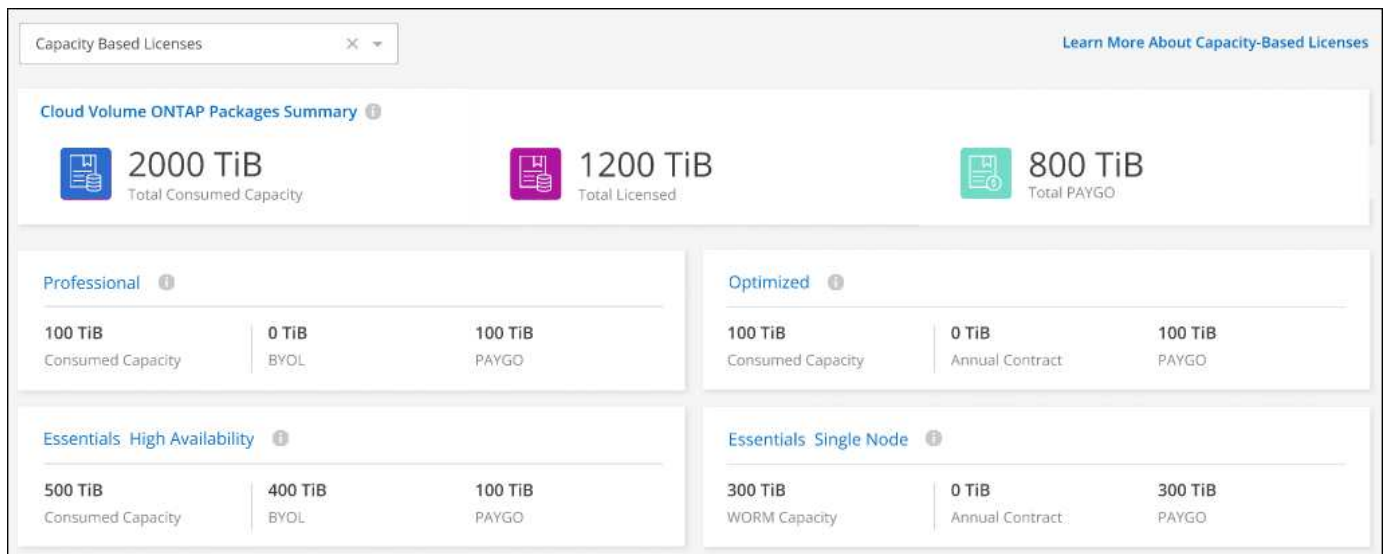 Capacity Based Licenses
Learn More About Capacity-Based Licenses
Cloud Volume ONTAP Packages Summary
2000 TiB
Total Consumed Capacity
1200 TiB
Total Licensed
800 TiB
Total PAYGO
Professional
100 TiB 0 TiB 100 TiB
Consumed Capacity BYOL PAYGO
Optimized
100 TiB 0 TiB 100 TiB
Consumed Capacity Annual Contract PAYGO
Essentials High Availability
500 TiB 400 TiB 100 TiB
Consumed Capacity BYOL PAYGO
Essentials Single Node
300 TiB 0 TiB 300 TiB
WORM Capacity Annual Contract PAYGO